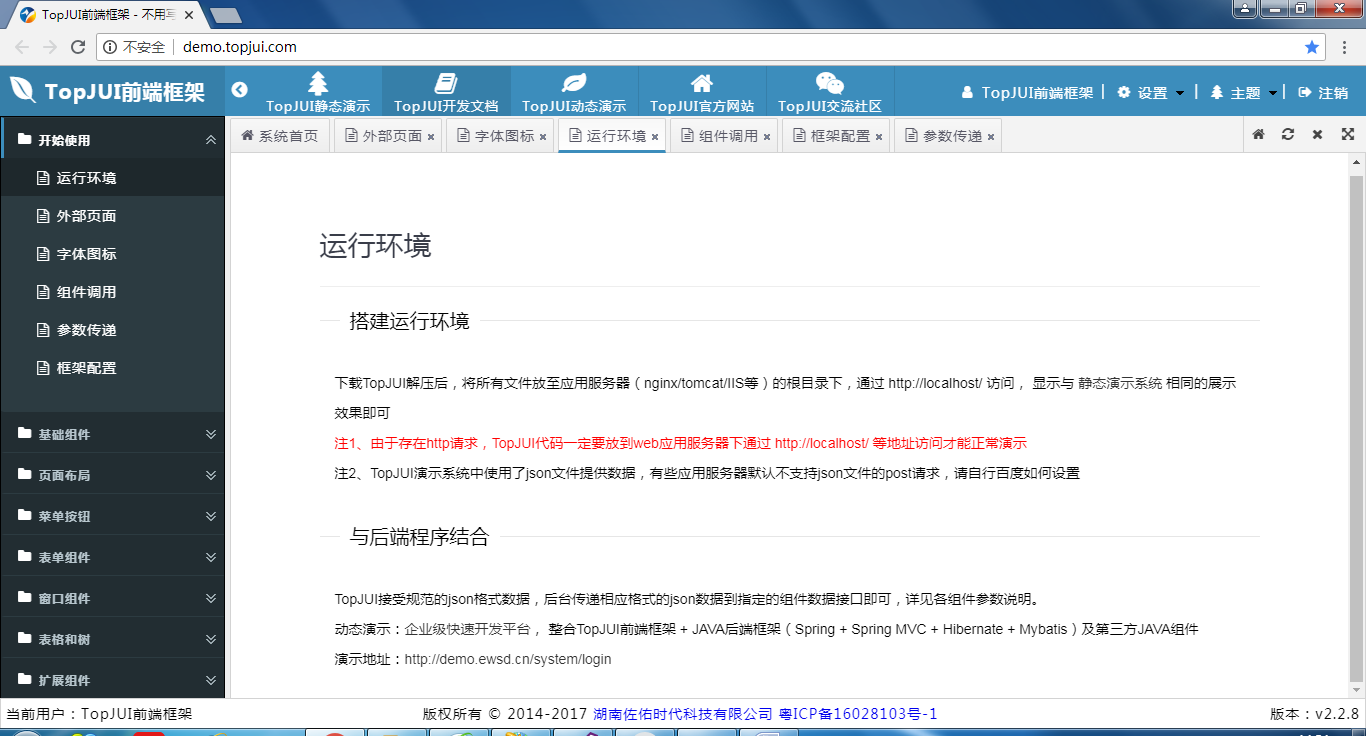 TopJUI前端框架 - 不用写
不安全 demo.topjui.com
TopJUI前端框架
TopJUI静态演示 TopJUI开发文档 TopJUI动态演示 TopJUI官方网站 TopJUI交流社区
TopJUI前端框架 | 设置 | 主题 | 注销
开始使用
运行环境
外部页面
字体图标
组件调用
参数传递
框架配置
基础组件
页面布局
菜单按钮
表单组件
窗口组件
表格和树
扩展组件
系统首页 外部页面 字体图标 运行环境 组件调用 框架配置 参数传递
运行环境
搭建运行环境
下载TopJUI解压后，将所有文件放至应用服务器（nginx/tomcat/IIS等）的根目录下，通过 http://localhost/ 访问， 显示与 静态演示系统 相同的展示
效果即可
注1、由于存在http请求，TopJUI代码一定要放到web应用服务器下通过 http://localhost/ 等地址访问才能正常演示
注2、TopJUI演示系统中使用了json文件提供数据，有些应用服务器默认不支持json文件的post请求，请自行百度如何设置
与后端程序结合
TopJUI接受规范的json格式数据，后台传递相应格式的json数据到指定的组件数据接口即可，详见各组件参数说明。
动态演示：企业级快速开发平台， 整合TopJUI前端框架 + JAVA后端框架（Spring + Spring MVC + Hibernate + Mybatis）及第三方JAVA组件
演示地址：http://demo.ewsd.cn/system/login
当前用户：TopJUI前端框架
版权所有 © 2014-2017 湖南佐佑时代科技有限公司 粤ICP备16028103号-1
版本：v2.2.8